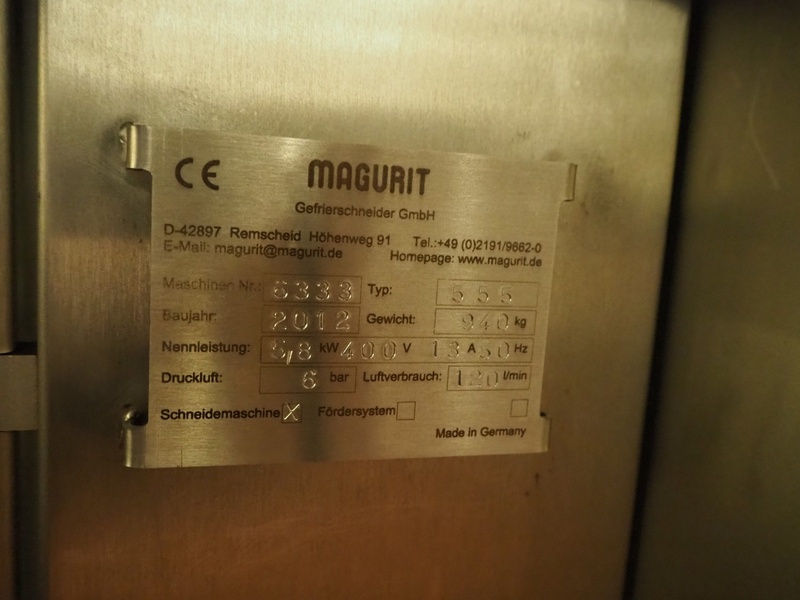 CE MAGURIT
Gefrierschneider GmbH
D-42897 Remscheid Höhenweg 91 Tel.:+49 (0)2191/9662-0
E-Mail: magurit@magurit.de Homepage: www.magurit.de
Maschinen Nr.: 6333 Typ: 555
Baujahr: 2012 Gewicht: 940 kg
Nennleistung: 5,8 kW 400 V 13 A 50 Hz
Druckluft: 6 bar Luftverbrauch: 120 l/min
Schneidemaschine X Fördersystem
Made in Germany